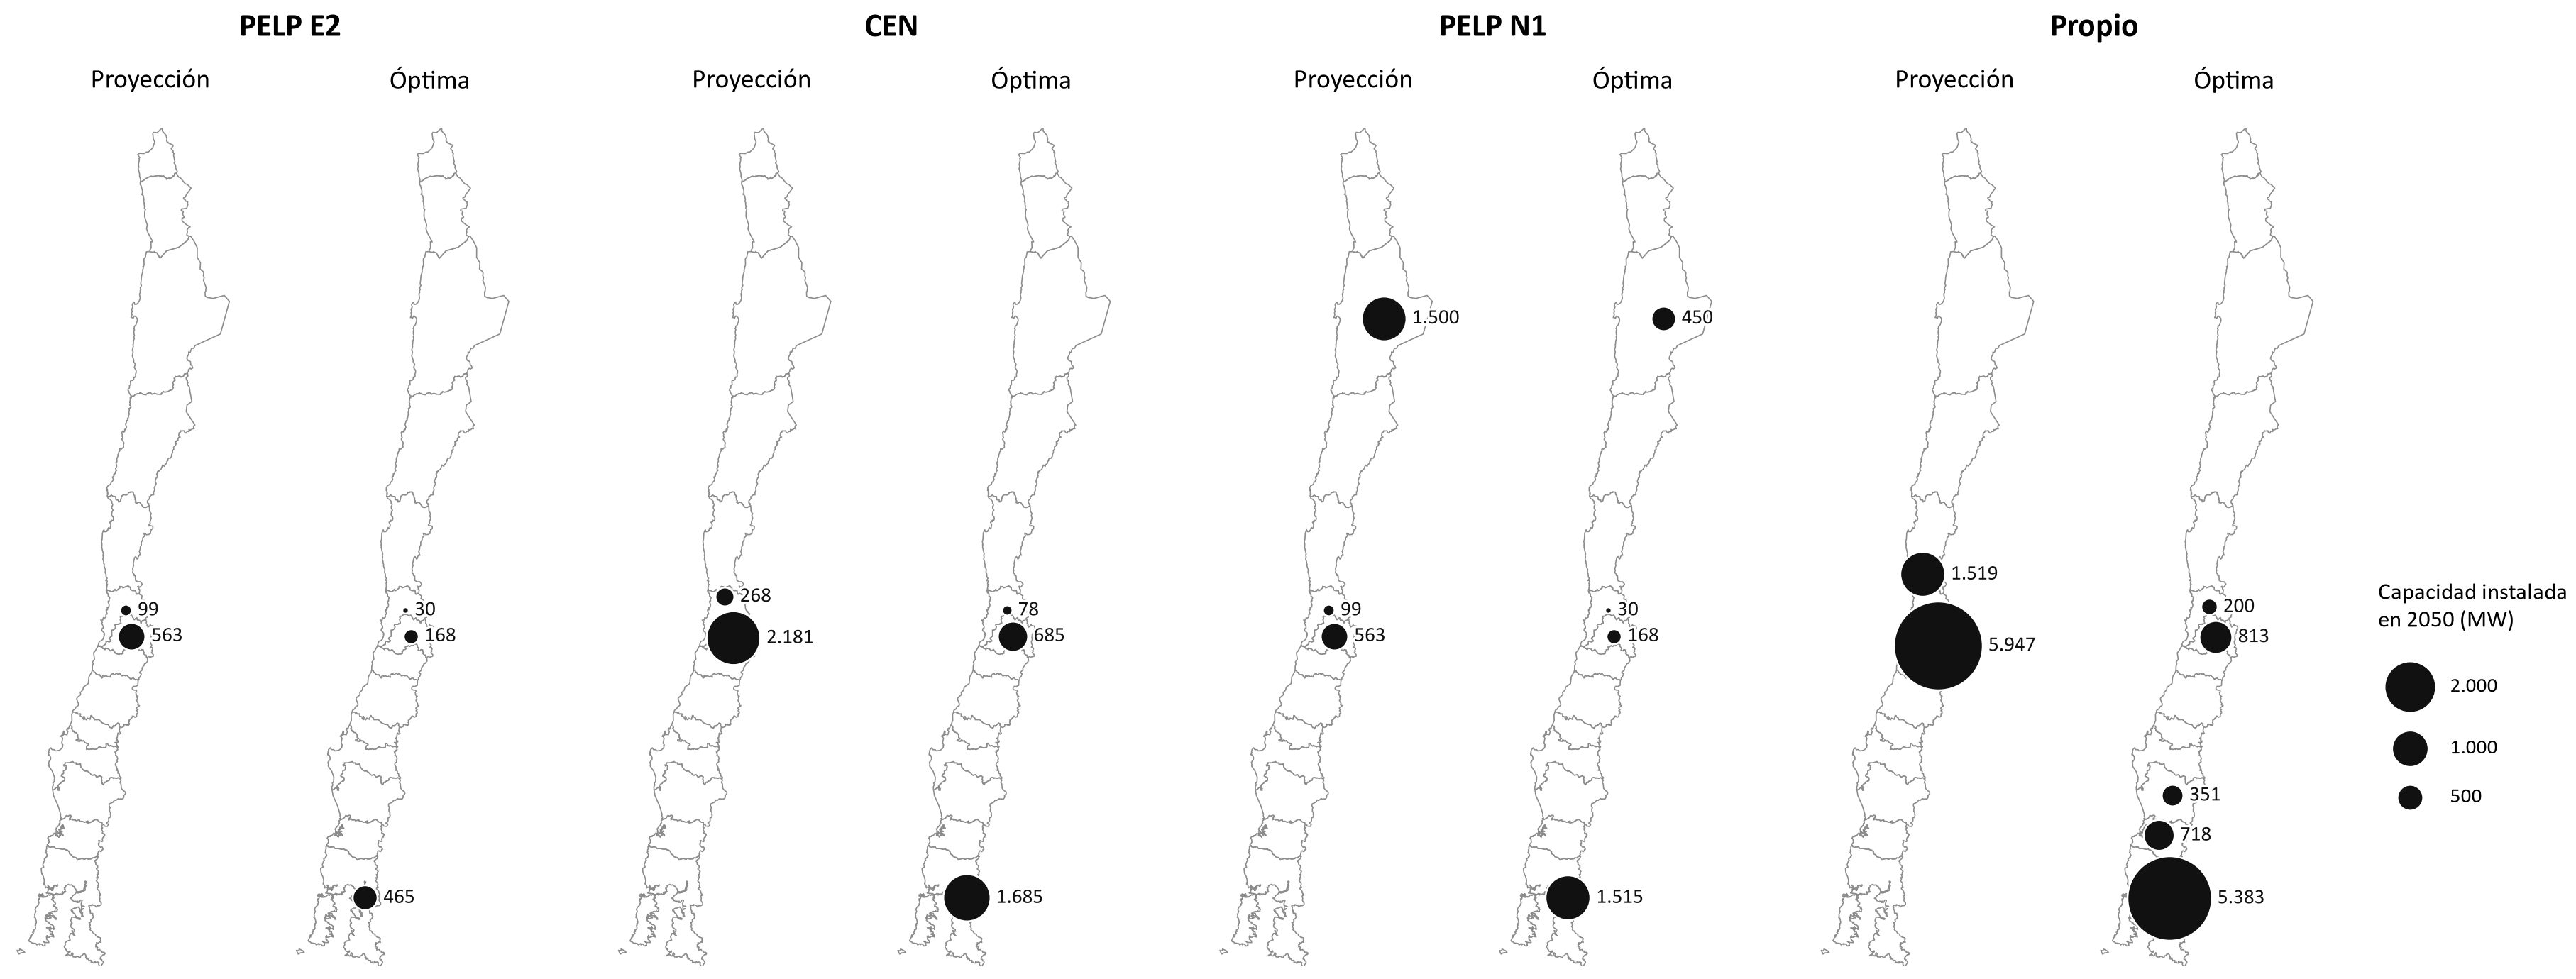 PELP E2
CEN
PELP N1
Propio
Proyección
Óptima
Proyección
Óptima
Proyección
Óptima
Proyección
Óptima
99
563
30
168
465
268
2.181
78
685
1.685
1.500
99
563
450
30
168
1.515
1.519
5.947
200
813
351
718
5.383
Capacidad instalada
en 2050 (MW)
2.000
1.000
500